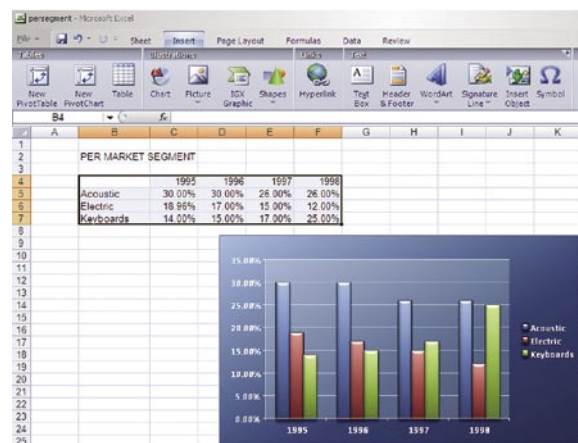 persegment - Microsoft Excel
File Sheet Insert Page Layout Formulas Data Review
Tables Illustrations Links Text
New PivotTable New PivotChart Table Chart Picture IGX Graphic Shapes Hyperlink Text Box Header & Footer WordArt Signature Line Insert Object Symbol
B4 fx
A B C D E F G H I J K
1
2 PER MARKET SEGMENT
3
4 1995 1996 1997 1998
5 Acoustic 30.00% 30.00% 26.00% 26.00%
6 Electric 18.96% 17.00% 15.00% 12.00%
7 Keyboards 14.00% 15.00% 17.00% 25.00%
8
9
10 35.00%
11
12 30.00%
13
14 25.00%
15
16 20.00%
17 Acoustic
18 Electric
19 15.00% Keyboards
20
21 10.00%
22 5.00%
23 0.00%
24 1995 1996 1997 1998
25